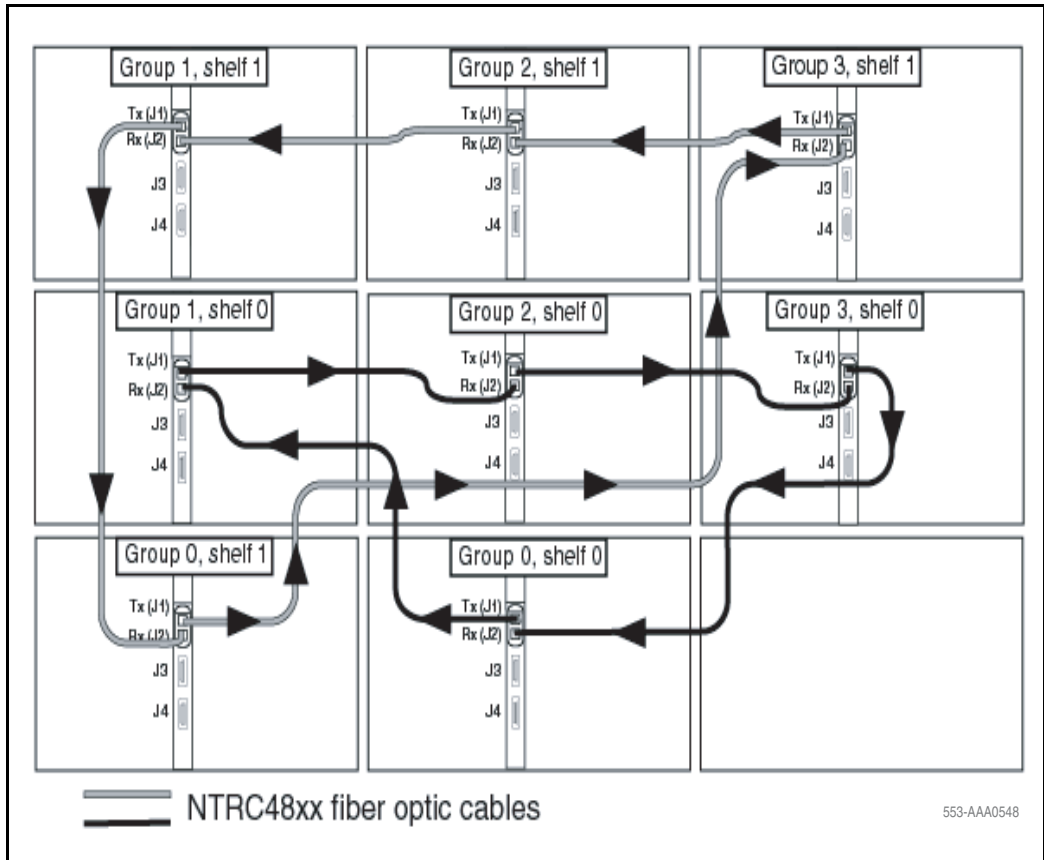 Group 1, shelf 1
Group 2, shelf 1
Group 3, shelf 1
Tx (J1)
Rx (J2)
J3
J4
Tx (J1)
Rx (J2)
J3
J4
Tx (J1)
Rx (J2)
J3
J4
Group 1, shelf 0
Group 2, shelf 0
Group 3, shelf 0
Tx (J1)
Rx (J2)
J3
J4
Tx (J1)
Rx (J2)
J3
J4
Tx (J1)
Rx (J2)
J3
J4
Group 0, shelf 1
Group 0, shelf 0
Tx (J1)
Rx (J2)
J3
J4
Tx (J1)
Rx (J2)
J3
J4
NTRC48xx fiber optic cables
553-AAA0548